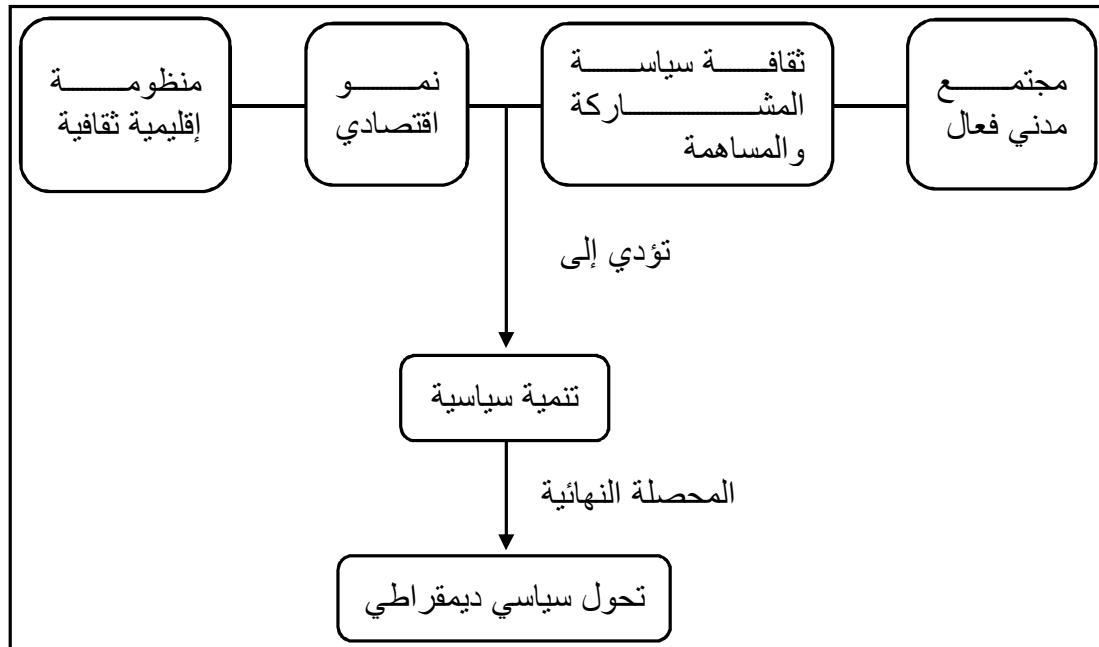 مجتمع
مدني فعال
ثقافة سياسة
المشاركة
والمساهمة
نمو
اقتصادي
منظومة
إقليمية ثقافية
تؤدي إلى
تنمية سياسية
المحصلة النهائية
تحول سياسي ديمقراطي